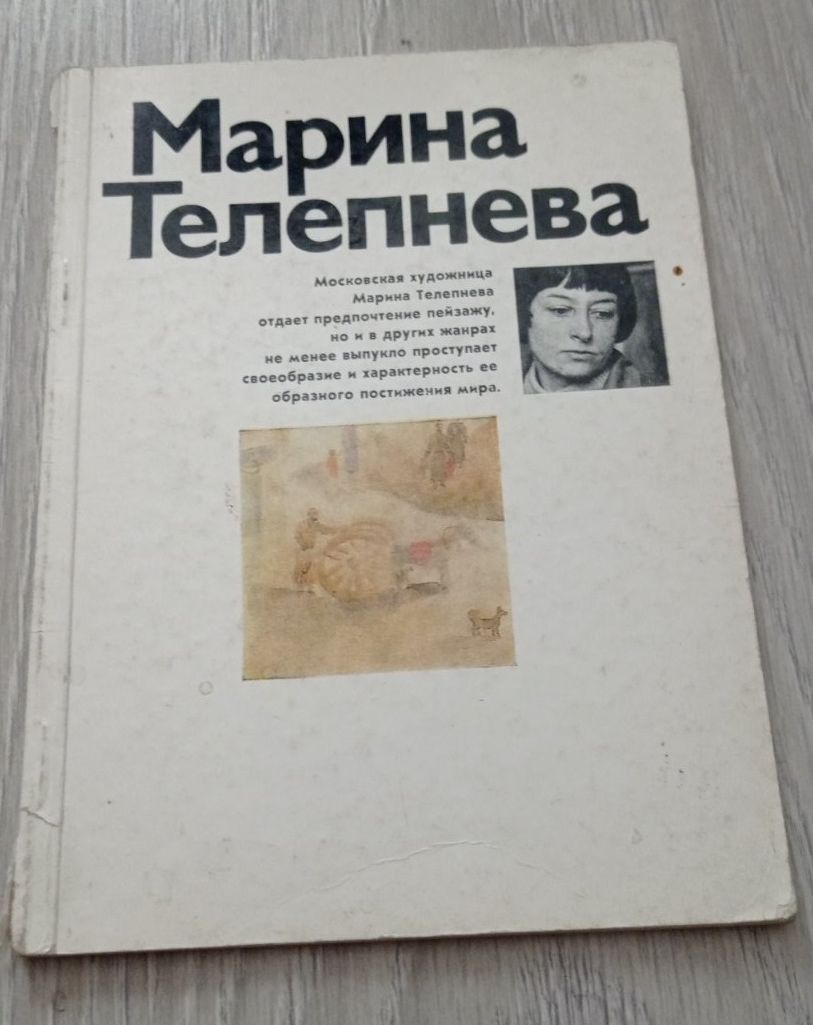 Марина
Телепнева
Московская художница
Марина Телепнева
отдает предпочтение пейзажу,
но и в других жанрах
не менее выпукло проступает
своеобразие и характерность ее
образного постижения мира.